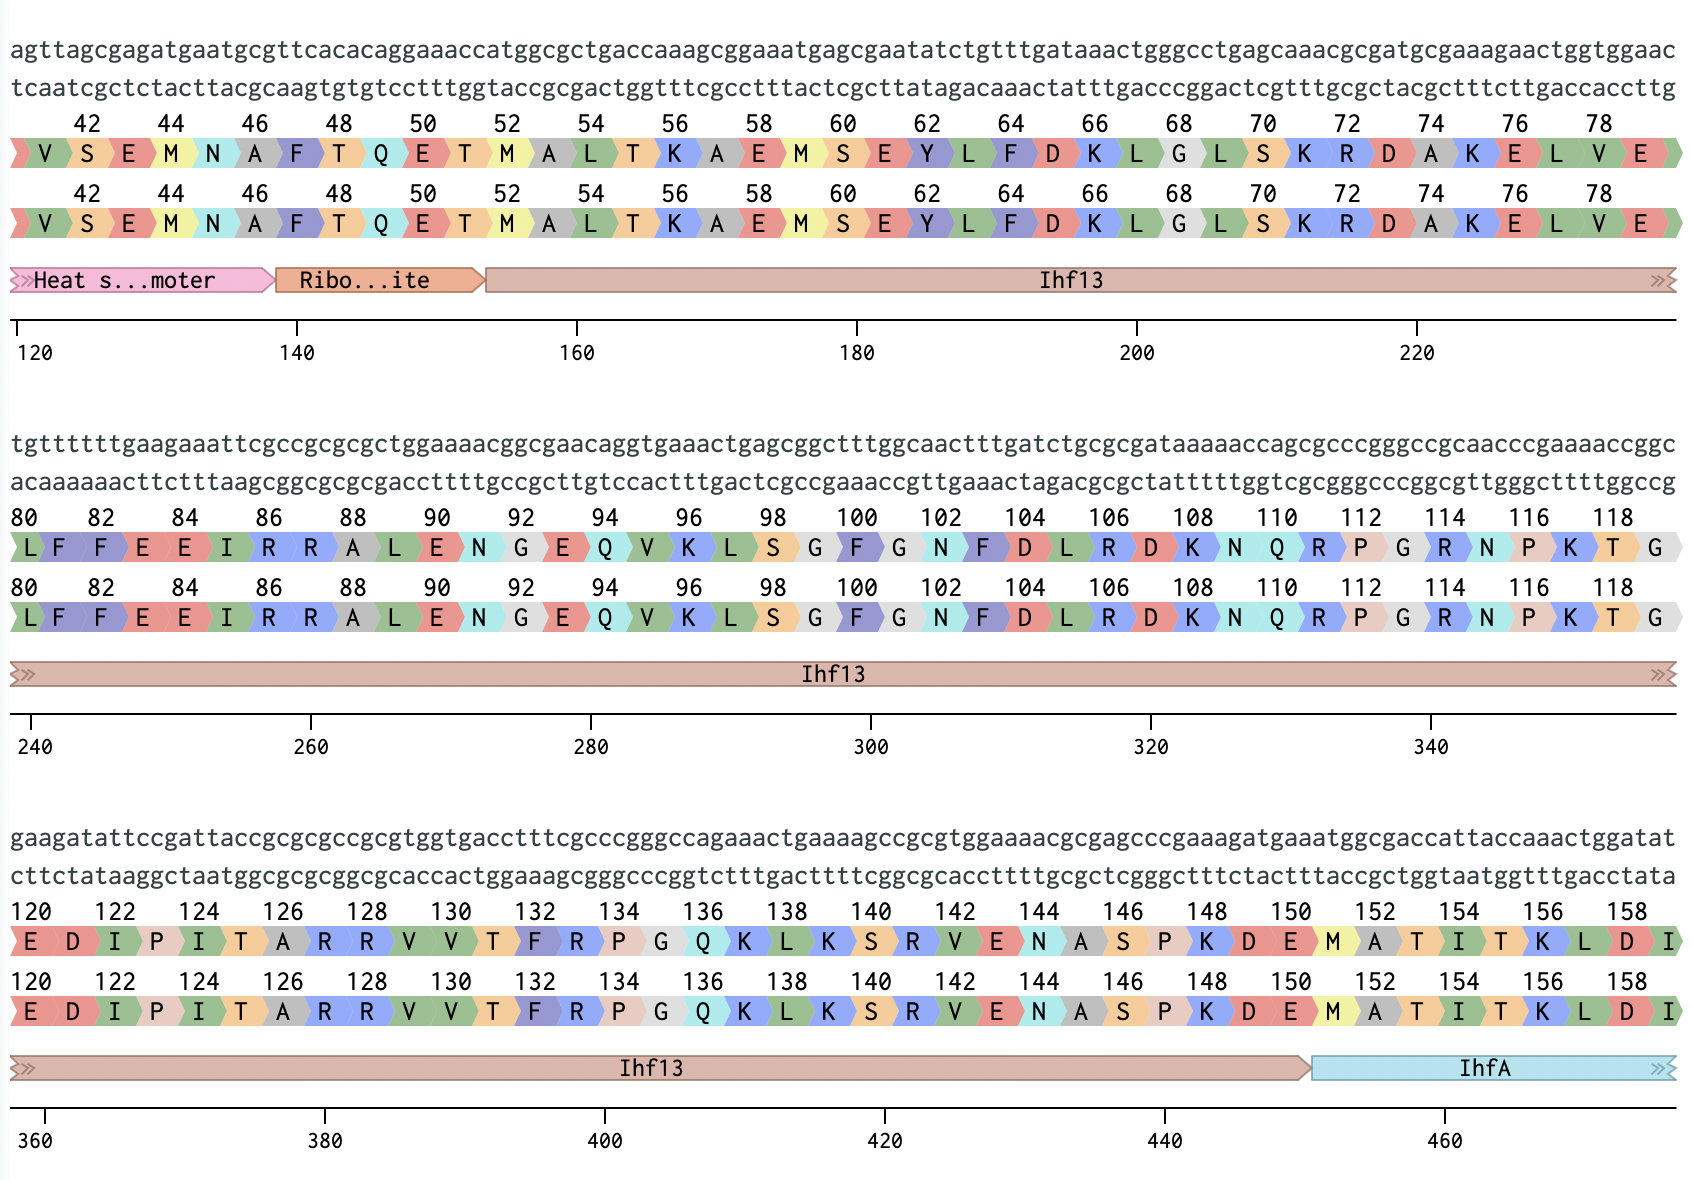 agttagcgagatgaatgcgttcacacaggaaaccatggcgctgaccaaagcggaaatgagcgaatatctgtttgataaactgggcctgagcaaacgcgatgcgaaagaactggtggaac
tcaatcgctctacttacgcaagtgtgtcctttggtaccgcgactggtttcgcctttactcgcttatagacaaactatttgacccggactcgtttgcgctacgctttcttgaccaccttg
42 44 46 48 50 52 54 56 58 60 62 64 66 68 70 72 74 76 78
V S E M N A F T Q E T M A L T K A E M S E Y L F D K L G L S K R D A K E L V E
42 44 46 48 50 52 54 56 58 60 62 64 66 68 70 72 74 76 78
V S E M N A F T Q E T M A L T K A E M S E Y L F D K L G L S K R D A K E L V E
Heat s...moter Ribo...ite Ihf13
120 140 160 180 200 220
tgttttttgaagaaattcgccgcgcgctggaaaacggcgaacaggtgaaactgagcggctttggcaactttgatctgcgcgataaaaaccagcgcccgggccgcaacccgaaaaccggc
acaaaaaacttctttaagcggcgcgcgaccttttgccgcttgtccactttgactcgccgaaaccgttgaaactagacgcgctatttttggtcgcgggcccggcgttgggcttttggccg
80 82 84 86 88 90 92 94 96 98 100 102 104 106 108 110 112 114 116 118
L F F E E I R R A L E N G E Q V K L S G F G N F D L R D K N Q R P G R N P K T G
80 82 84 86 88 90 92 94 96 98 100 102 104 106 108 110 112 114 116 118
L F F E E I R R A L E N G E Q V K L S G F G N F D L R D K N Q R P G R N P K T G
Ihf13
240 260 280 300 320 340
gaagatattccgattaccgcgcgccgcgtggtgacctttcgcccgggccagaaactgaaaagccgcgtggaaaacgcgagcccgaaagatgaaatggcgaccattaccaaactggatat
cttctataaggctaatggcgcgcggcgcaccactggaaagcgggcccggtctttgacttttcggcgcaccttttgcgctcgggctttctactttaccgctggtaatggtttgacctata
120 122 124 126 128 130 132 134 136 138 140 142 144 146 148 150 152 154 156 158
E D I P I T A R R V V T F R P G Q K L K S R V E N A S P K D E M A T I T K L D I
120 122 124 126 128 130 132 134 136 138 140 142 144 146 148 150 152 154 156 158
E D I P I T A R R V V T F R P G Q K L K S R V E N A S P K D E M A T I T K L D I
Ihf13 IhfA
360 380 400 420 440 460